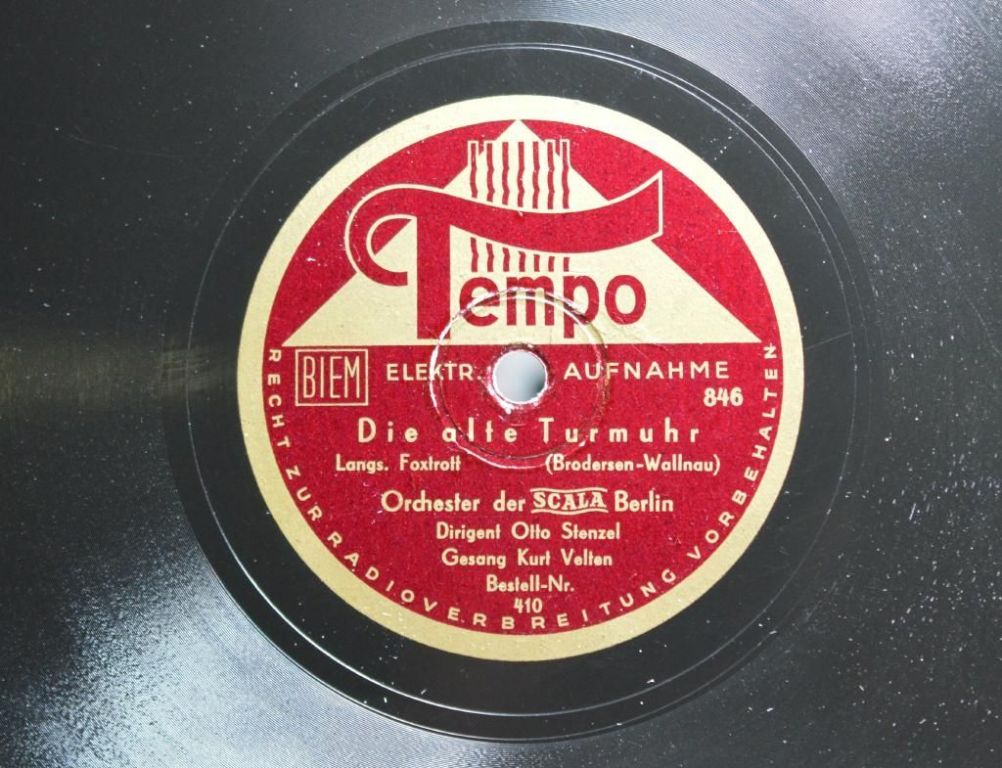 Tempo
BIEM ELEKTR. AUFNAHME
846
Die alte Turmuhr
Langs. Foxtrott (Brodersen-Wallnau)
Orchester der SCALA Berlin
Dirigent Otto Stenzel
Gesang Kurt Velten
Bestell-Nr.
410
RECHT ZUR RADIOVERBREITUNG VORBEHALTEN